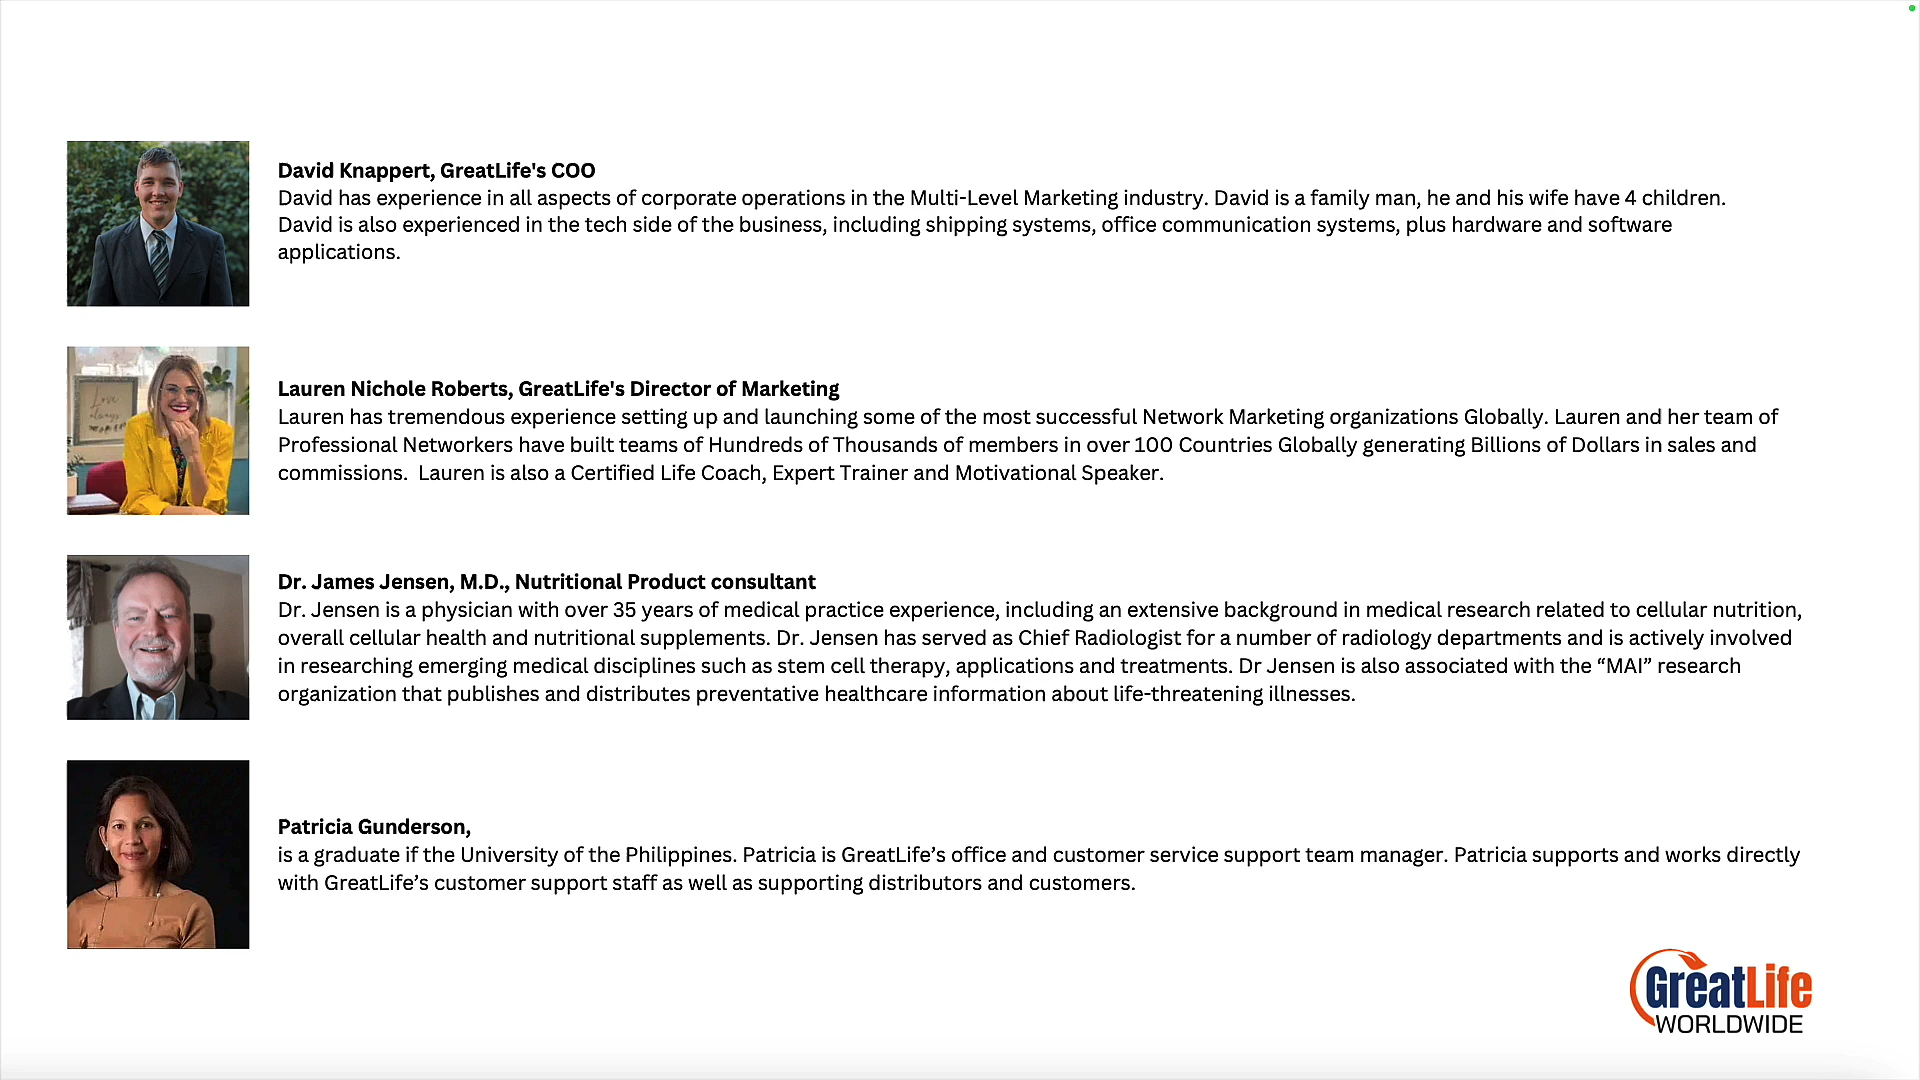 David Knappert, GreatLife's COO
David has experience in all aspects of corporate operations in the Multi-Level Marketing industry. David is a family man, he and his wife have 4 children.
David is also experienced in the tech side of the business, including shipping systems, office communication systems, plus hardware and software
applications.
Love
always
Lauren Nichole Roberts, GreatLife's Director of Marketing
Lauren has tremendous experience setting up and launching some of the most successful Network Marketing organizations Globally. Lauren and her team of
Professional Networkers have built teams of Hundreds of Thousands of members in over 100 Countries Globally generating Billions of Dollars in sales and
commissions.  Lauren is also a Certified Life Coach, Expert Trainer and Motivational Speaker.
Dr. James Jensen, M.D., Nutritional Product consultant
Dr. Jensen is a physician with over 35 years of medical practice experience, including an extensive background in medical research related to cellular nutrition,
overall cellular health and nutritional supplements. Dr. Jensen has served as Chief Radiologist for a number of radiology departments and is actively involved
in researching emerging medical disciplines such as stem cell therapy, applications and treatments. Dr Jensen is also associated with the “MAI” research
organization that publishes and distributes preventative healthcare information about life-threatening illnesses.
Patricia Gunderson,
is a graduate if the University of the Philippines. Patricia is GreatLife’s office and customer service support team manager. Patricia supports and works directly
with GreatLife’s customer support staff as well as supporting distributors and customers.
GreatLife
WORLDWIDE